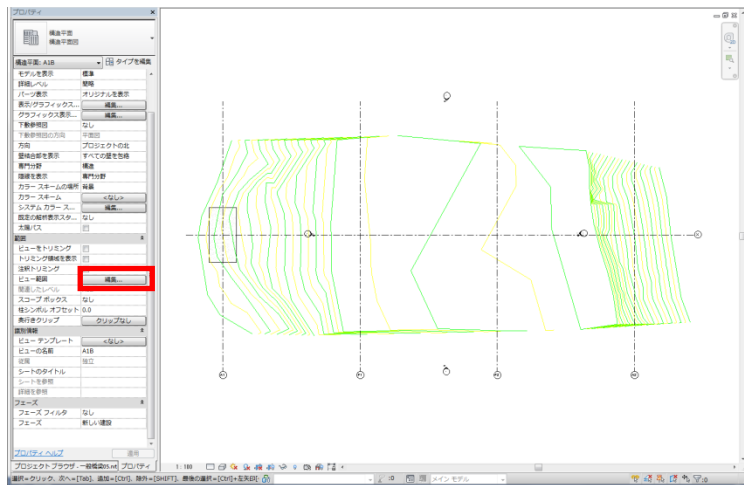 プロパティ
構造平面
構造平面図
構造平面: A1B
タイプを編集
モデルを表示 標準
詳細レベル 簡略
パーツ表示 オリジナルを表示
表示/グラフィックス... 編集...
グラフィックス表示... 編集...
下敷参照図 なし
下敷参照図の方向 平面図
方向 プロジェクトの北
壁結合部を表示 すべての壁を包絡
専門分野 構造
隠線を表示 専門分野
カラー スキームの場所 背景
カラー スキーム <なし>
システム カラー ス... 編集...
既定の解析表示スタ... なし
太陽パス
範囲
ビューをトリミング
トリミング領域を表示
注釈トリミング
ビュー範囲 編集...
関連したレベル
スコープ ボックス なし
柱シンボル オフセット 0.0
奥行きクリップ クリップなし
識別情報
ビュー テンプレート <なし>
ビューの名前 A1B
従属 独立
シートのタイトル
シートを参照
詳細を参照
フェーズ
フェーズ フィルタ なし
フェーズ 新しい建設
プロパティ ヘルプ
適用
プロジェクト ブラウザ - 一般橋梁05.rvt
プロパティ
1 : 100
選択=クリック、次へ=[Tab]、追加=[Ctrl]、除外=[SHIFT]、最後の選択=[Ctrl]+左矢印[
:0
メイン モデル
:0